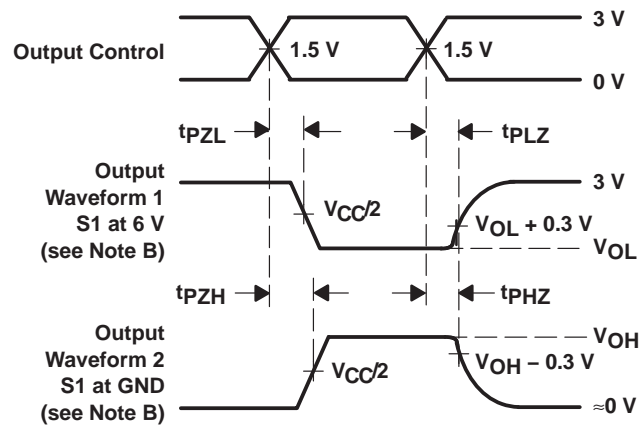 3 V
Output Control
1.5 V
1.5 V
0 V
tPZL
tPLZ
Output
Waveform 1
S1 at 6 V
(see Note B)
3 V
VCC/2
VOL + 0.3 V
VOL
tPZH
tPHZ
Output
Waveform 2
S1 at GND
(see Note B)
VOH
VCC/2
VOH − 0.3 V
≈0 V